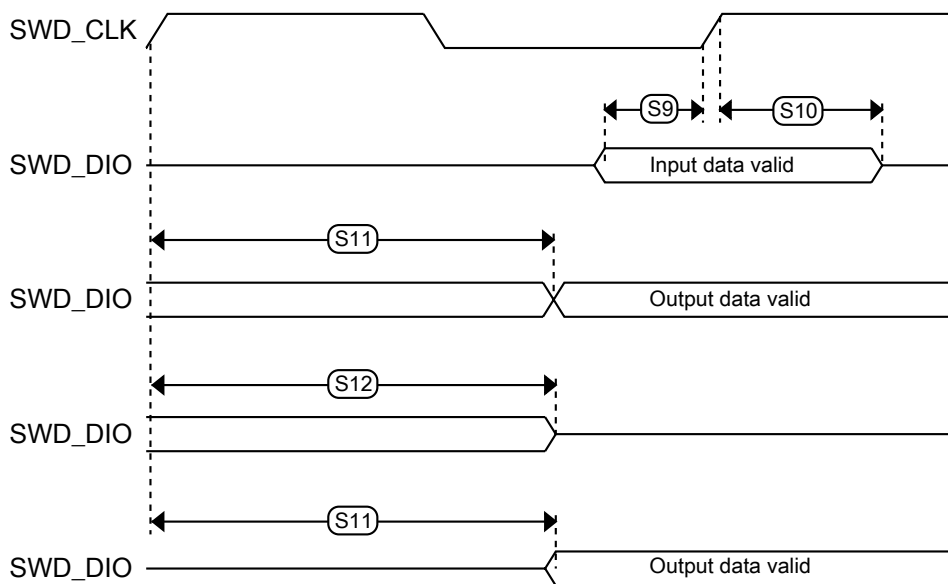 SWD_CLK
S9
S10
SWD_DIO
Input data valid
S11
SWD_DIO
Output data valid
S12
SWD_DIO
S11
SWD_DIO
Output data valid